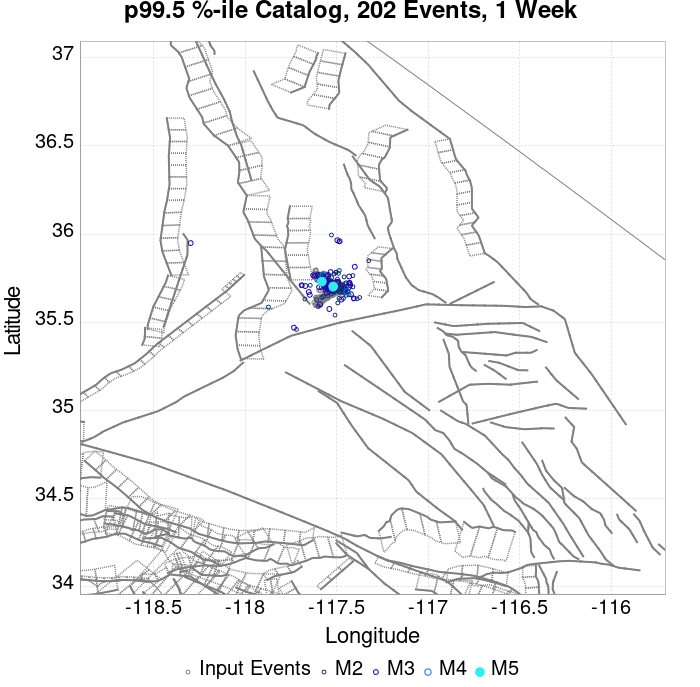 p99.5 %-ile Catalog, 202 Events, 1 Week
37
36.5
36
35.5
35
34.5
34
Latitude
-118.5 -118 -117.5 -117 -116.5 -116
Longitude
Input Events M2 M3 M4 M5